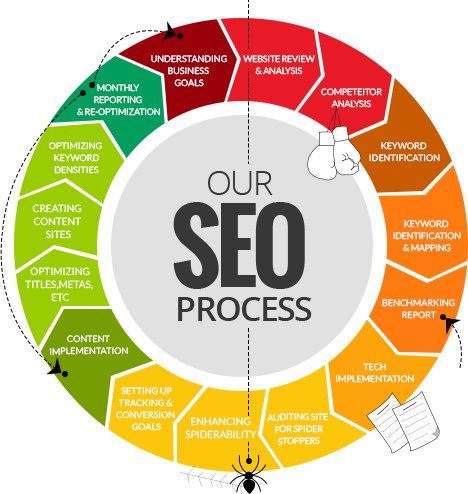 OUR
SEO
PROCESS
UNDERSTANDING
BUSINESS
GOALS
WEBSITE REVIEW
& ANALYSIS
COMPETEITOR
ANALYSIS
KEYWORD
IDENTIFICATION
KEYWORD
IDENTIFICATION
& MAPPING
BENCHMARKING
REPORT
TECH
IMPLEMENTATION
AUDITING SITE
FOR SPIDER
STOPPERS
ENHANCING
SPIDERABILITY
SETTING UP
TRACKING &
CONVERSION
GOALS
CONTENT
IMPLEMENTATION
OPTIMIZING
TITLES,METAS,
ETC
CREATING
CONTENT
SITES
OPTIMIZING
KEYWORD
DENSITIES
MONTHLY
REPORTING
& RE-OPTIMIZATION